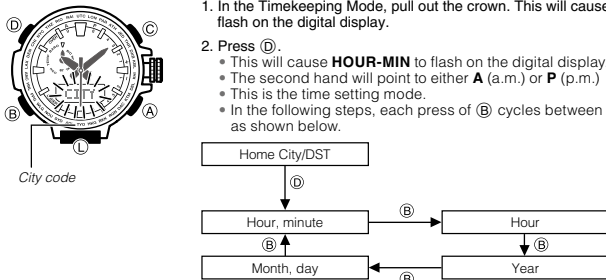 1. In the Timekeeping Mode, pull out the crown. This will cause
flash on the digital display.
2. Press Ⓓ.
• This will cause HOUR-MIN to flash on the digital display
• The second hand will point to either A (a.m.) or P (p.m.)
• This is the time setting mode.
• In the following steps, each press of Ⓑ cycles between
as shown below.
Ⓓ
Ⓒ
CITY
Ⓑ
Ⓐ
Ⓛ
City code
Home City/DST
Ⓓ
Hour, minute
Ⓑ
Hour
Ⓑ
Ⓑ
Month, day
Ⓑ
Year